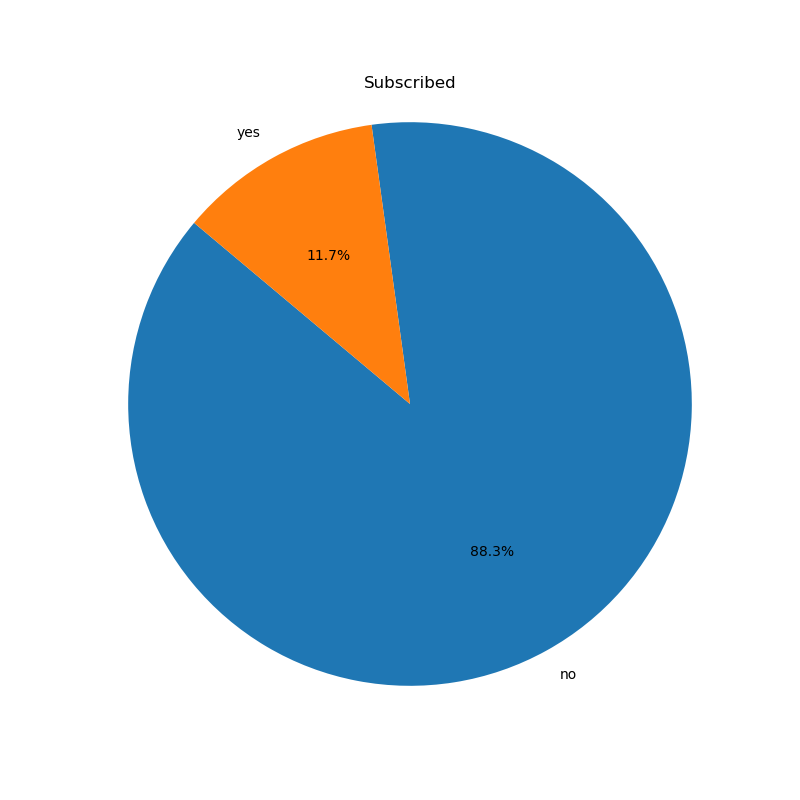 Subscribed
yes
11.7%
88.3%
no